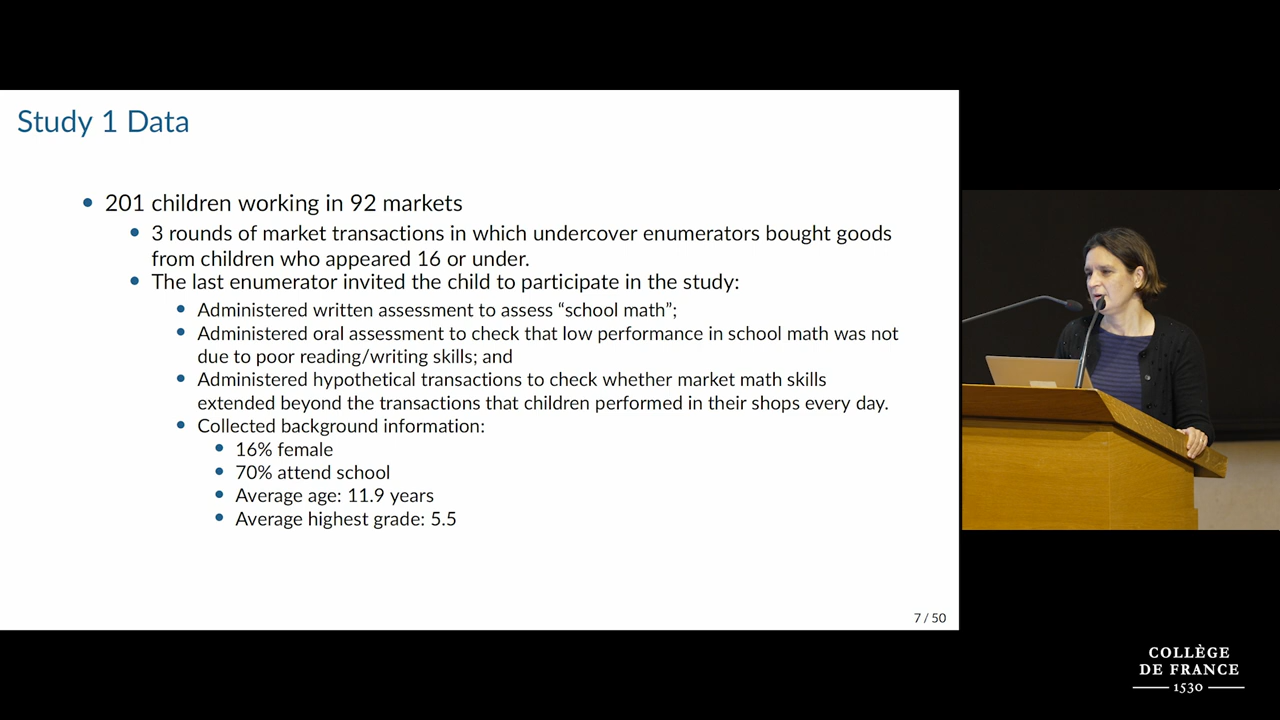 Study 1 Data
• 201 children working in 92 markets
• 3 rounds of market transactions in which undercover enumerators bought goods
from children who appeared 16 or under.
• The last enumerator invited the child to participate in the study:
• Administered written assessment to assess “school math”;
• Administered oral assessment to check that low performance in school math was not
due to poor reading/writing skills; and
• Administered hypothetical transactions to check whether market math skills
extended beyond the transactions that children performed in their shops every day.
• Collected background information:
• 16% female
• 70% attend school
• Average age: 11.9 years
• Average highest grade: 5.5
7 / 50
COLLÈGE
DE FRANCE
1530